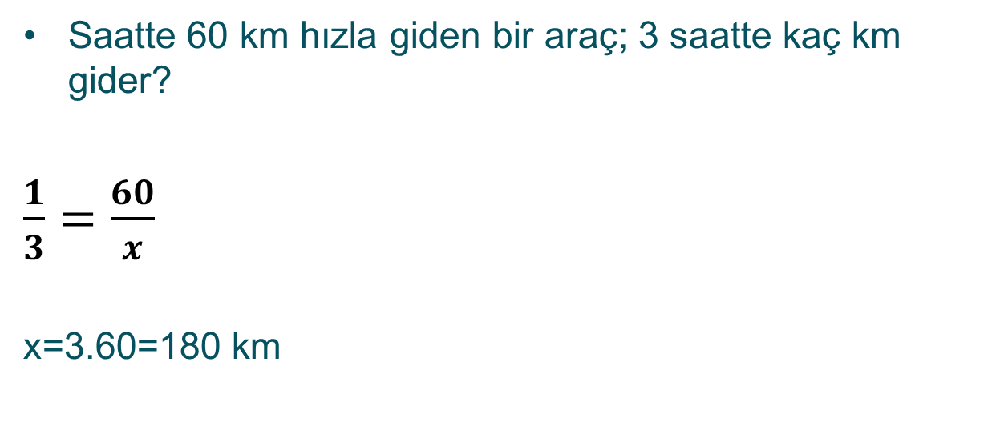 • Saatte 60 km hızla giden bir araç; 3 saatte kaç km
gider?
1/3 = 60/x
x=3.60=180 km